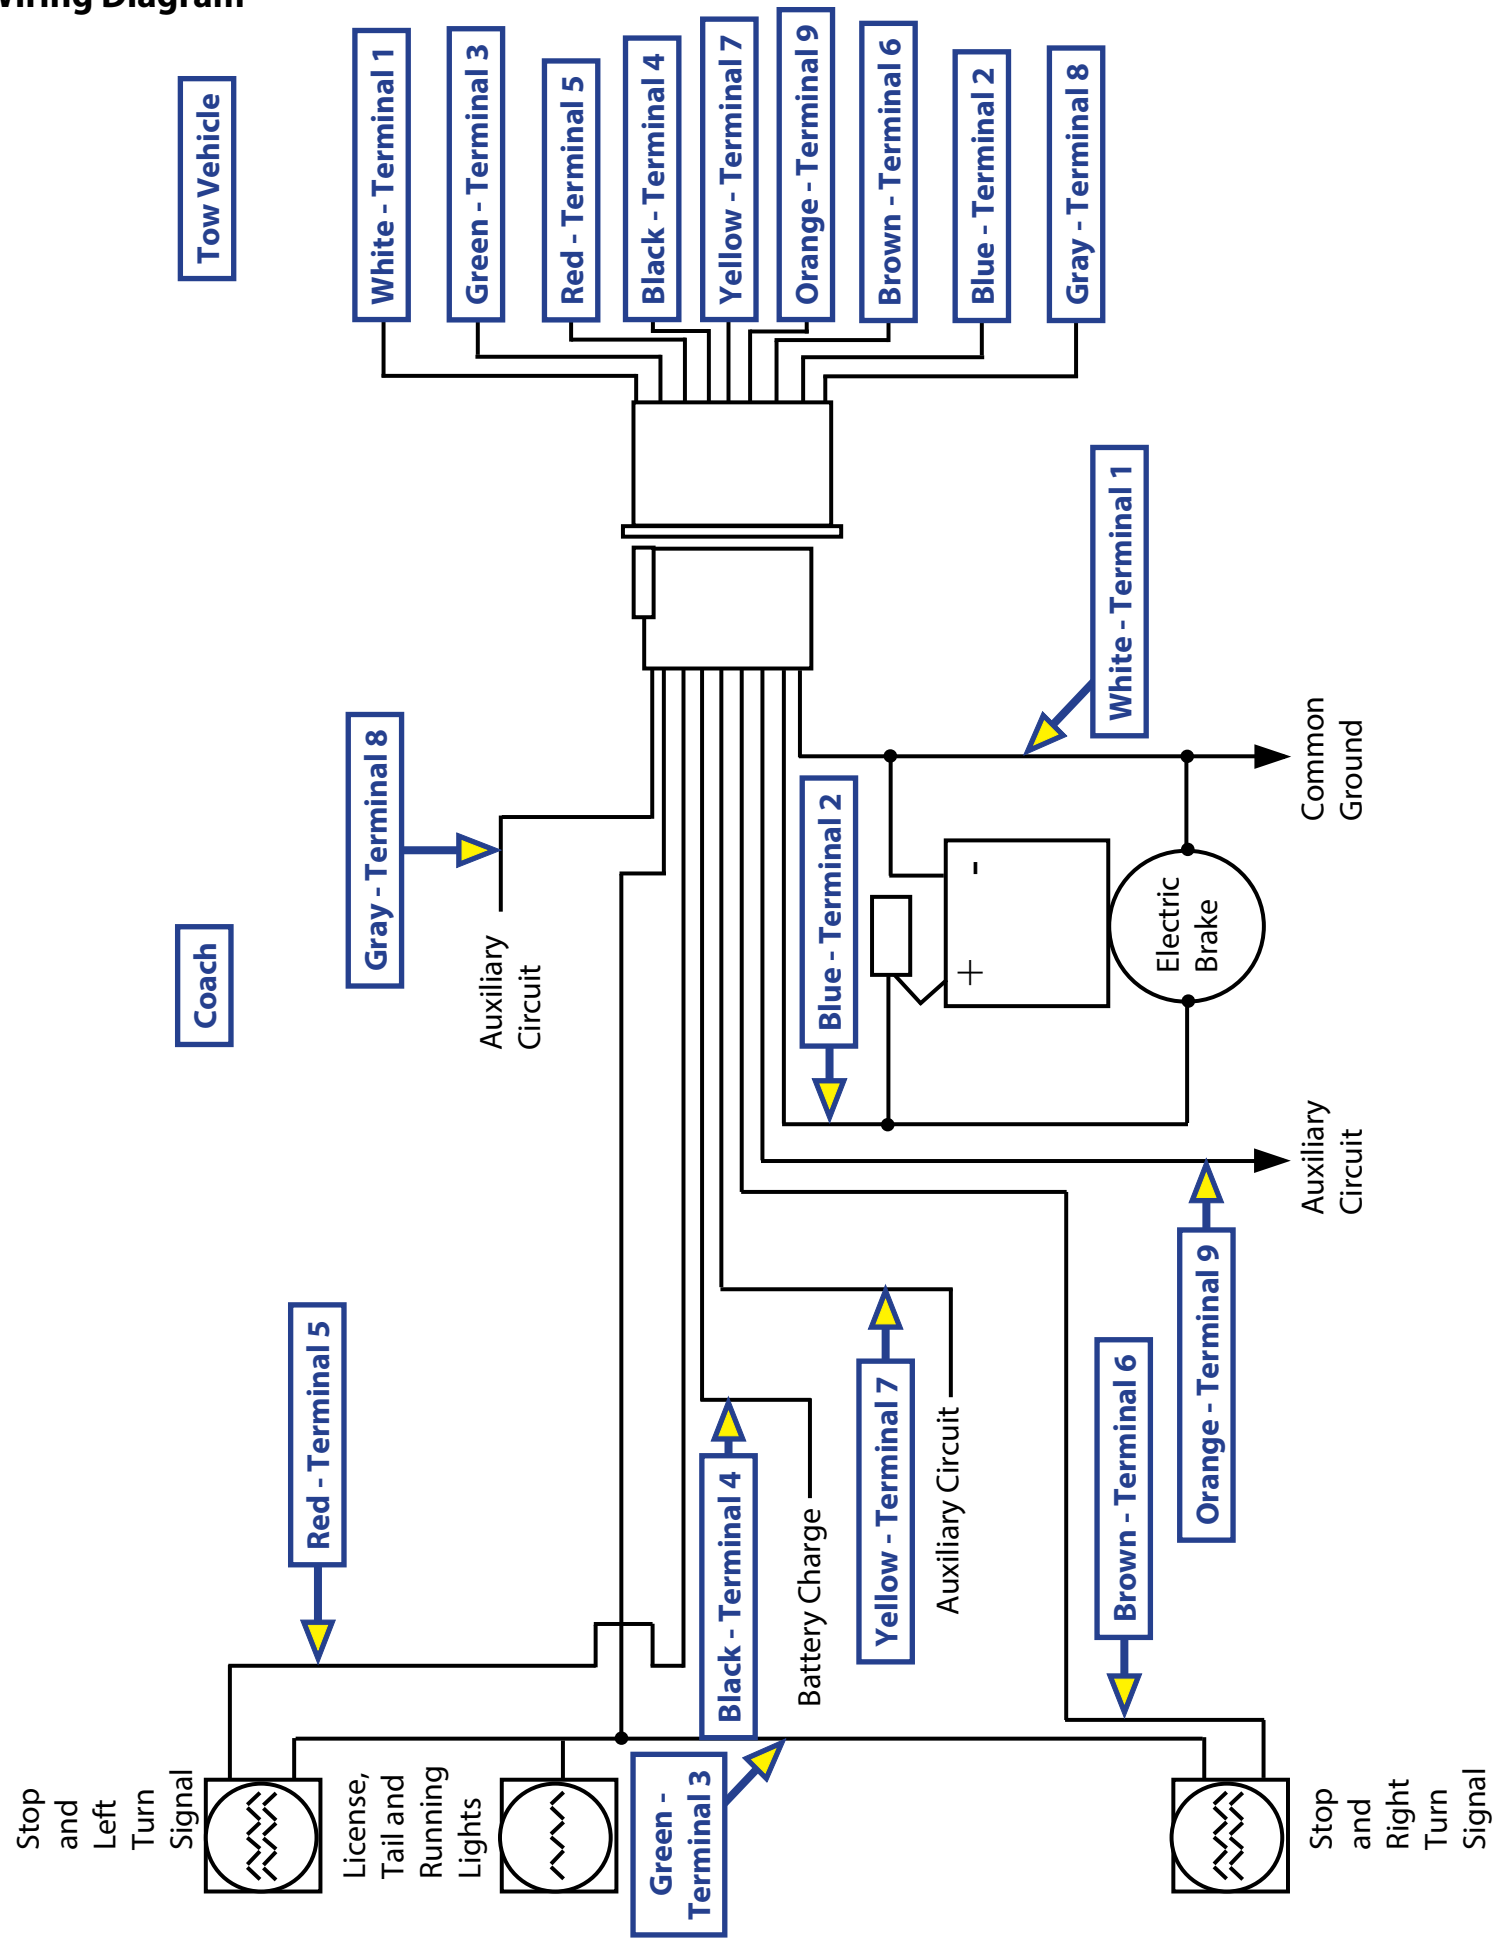 Wiring Diagram
Tow Vehicle
White - Terminal 1
Green - Terminal 3
Red - Terminal 5
Black - Terminal 4
Yellow - Terminal 7
Orange - Terminal 9
Brown - Terminal 6
Blue - Terminal 2
Gray - Terminal 8
Coach
Gray - Terminal 8
Auxiliary
Circuit
White - Terminal 1
Common
Ground
Blue - Terminal 2
+
-
Electric
Brake
Auxiliary
Circuit
Orange - Terminal 9
Red - Terminal 5
Black - Terminal 4
Battery Charge
Yellow - Terminal 7
Auxiliary Circuit
Brown - Terminal 6
Stop
and
Left
Turn
Signal
License,
Tail and
Running
Lights
Green -
Terminal 3
Stop
and
Right
Turn
Signal